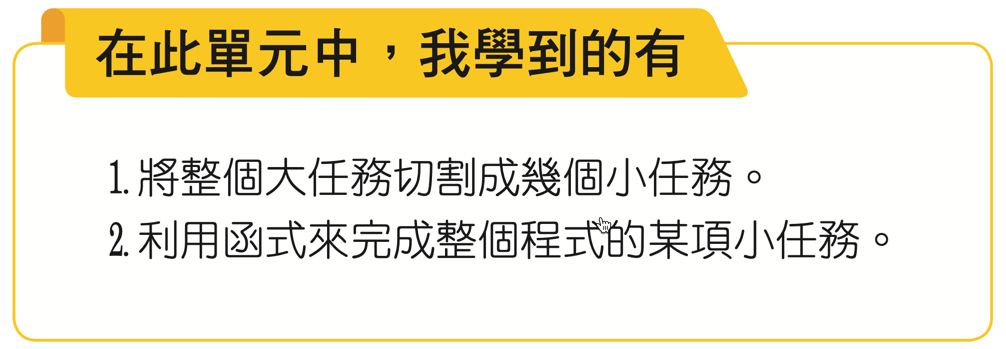 在此單元中，我學到的有
1. 將整個大任務切割成幾個小任務。
2. 利用函式來完成整個程式的某項小任務。